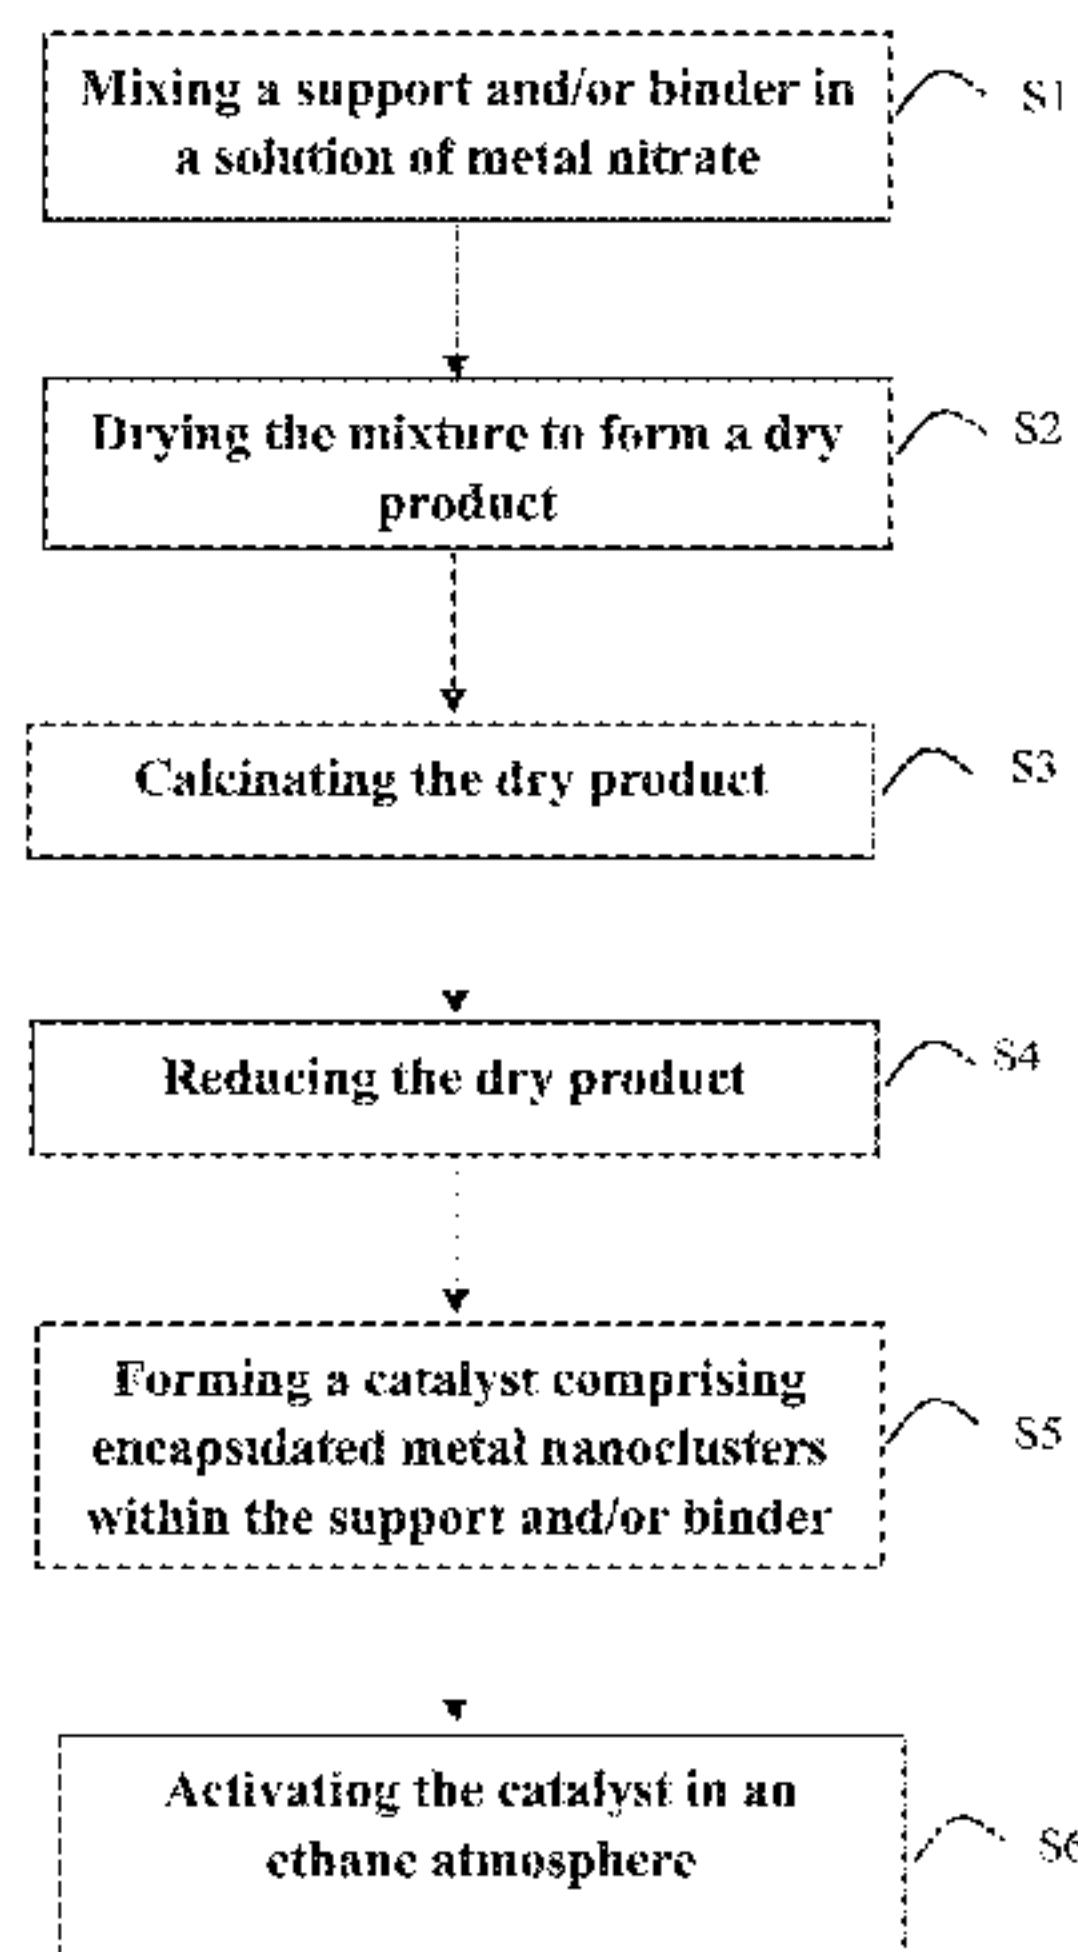 Mixing a support and/or binder in
a solution of metal nitrate
S1
Drying the mixture to form a dry
product
S2
Calcinating the dry product
S3
Reducing the dry product
S4
Forming a catalyst comprising
encapsulated metal nanoclusters
within the support and/or binder
S5
Activating the catalyst in an
ethane atmosphere
S6